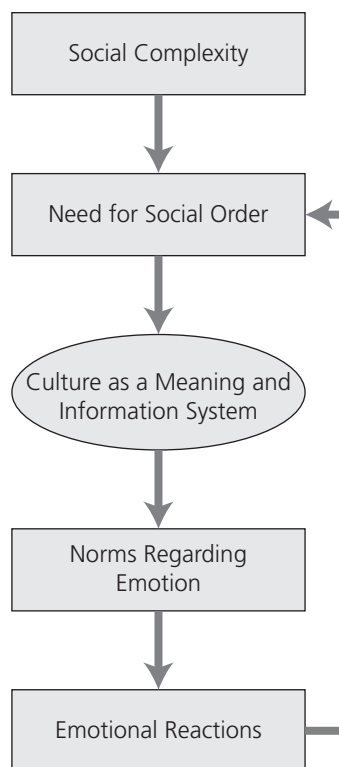 Social Complexity
Need for Social Order
Culture as a Meaning and
Information System
Norms Regarding
Emotion
Emotional Reactions